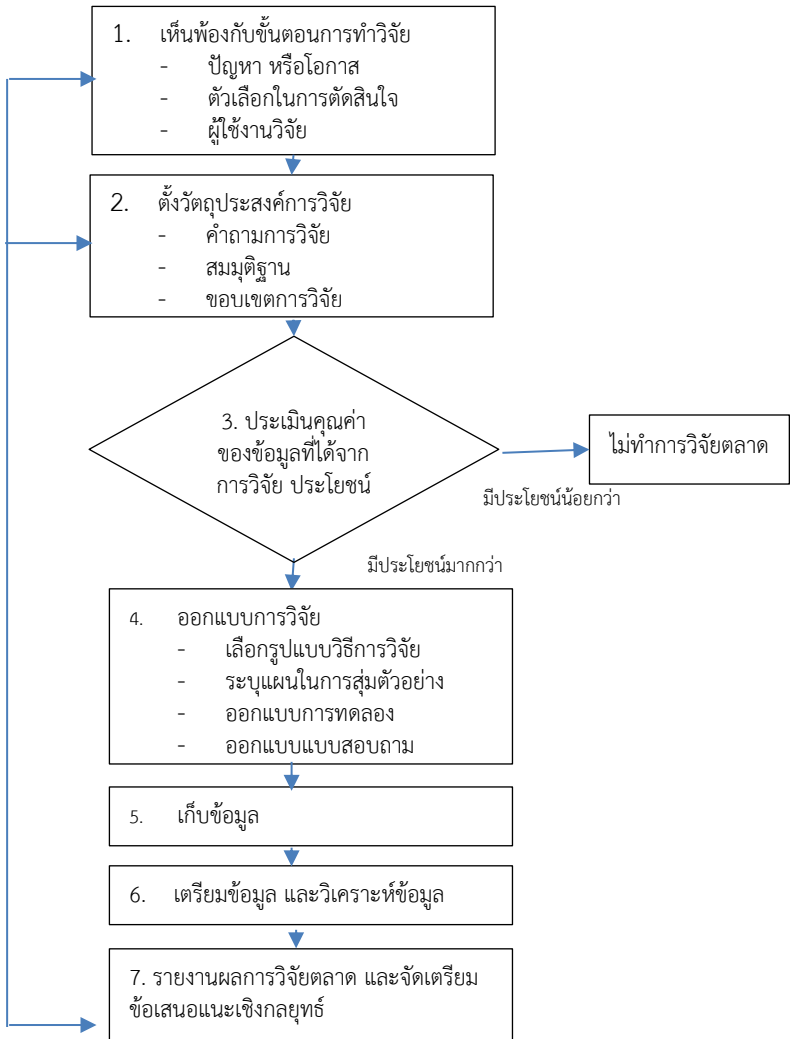 1. เห็นพ้องกับขั้นตอนการทำวิจัย
- ปัญหา หรือโอกาส
- ตัวเลือกในการตัดสินใจ
- ผู้ใช้งานวิจัย
2. ตั้งวัตถุประสงค์การวิจัย
- คำถามการวิจัย
- สมมุติฐาน
- ขอบเขตการวิจัย
3. ประเมินคุณค่า
ของข้อมูลที่ได้จาก
การวิจัย ประโยชน์
ไม่ทำการวิจัยตลาด
มีประโยชน์น้อยกว่า
มีประโยชน์มากกว่า
4. ออกแบบการวิจัย
- เลือกรูปแบบวิธีการวิจัย
- ระบุแผนในการสุ่มตัวอย่าง
- ออกแบบการทดลอง
- ออกแบบแบบสอบถาม
5. เก็บข้อมูล
6. เตรียมข้อมูล และวิเคราะห์ข้อมูล
7. รายงานผลการวิจัยตลาด และจัดเตรียม
ข้อเสนอแนะเชิงกลยุทธ์